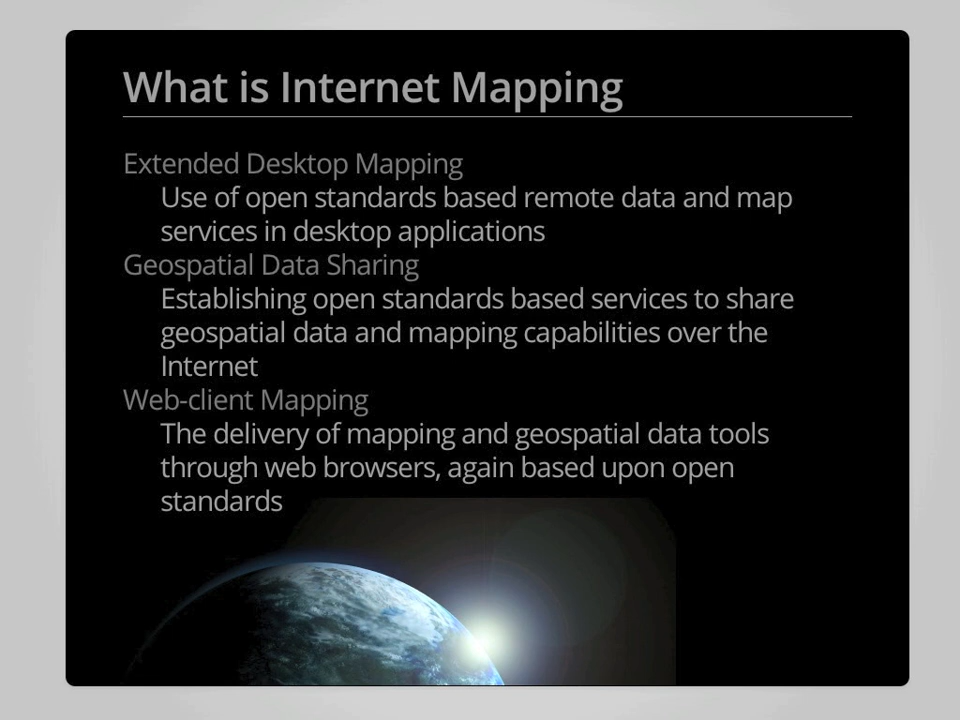 What is Internet Mapping
Extended Desktop Mapping
Use of open standards based remote data and map
services in desktop applications
Geospatial Data Sharing
Establishing open standards based services to share
geospatial data and mapping capabilities over the
Internet
Web-client Mapping
The delivery of mapping and geospatial data tools
through web browsers, again based upon open
standards